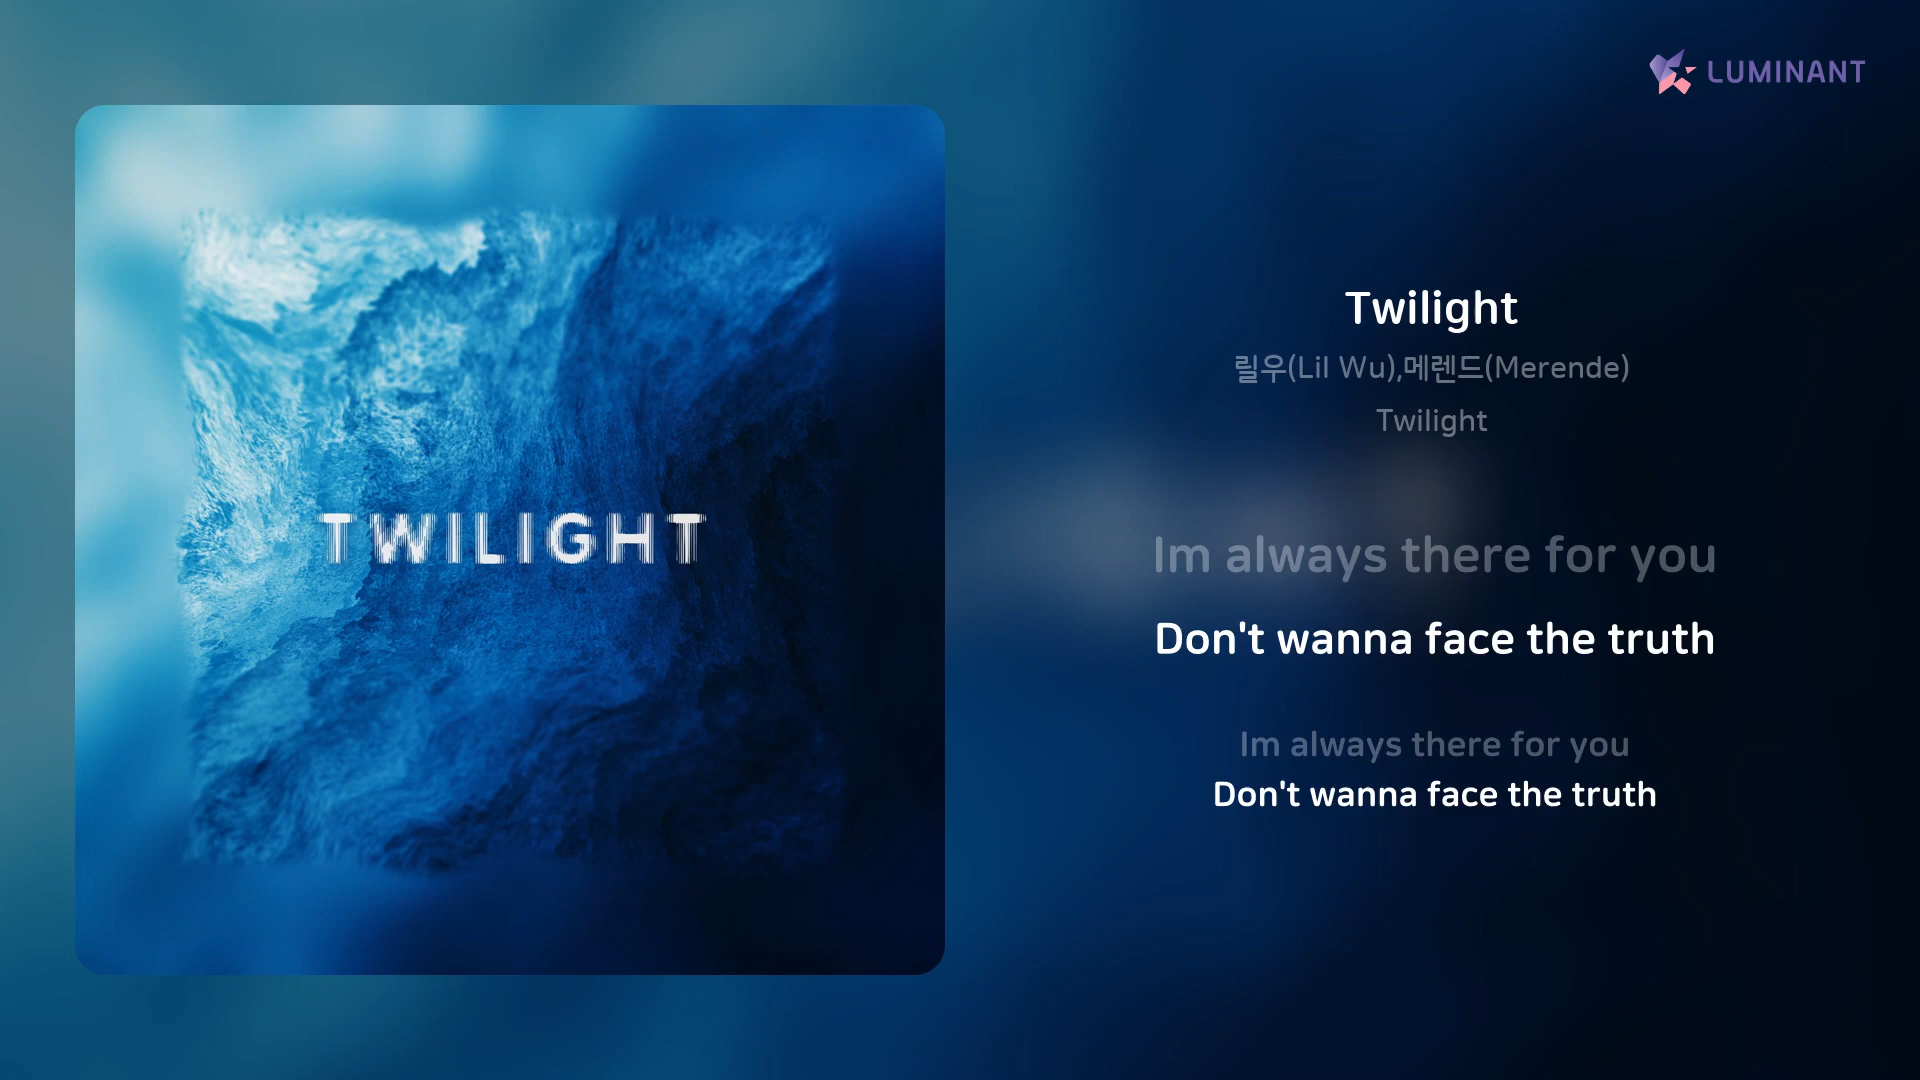 LUMINANT
TWILIGHT
Twilight
릴우(Lil Wu),메렌드(Merende)
Twilight
Im always there for you
Don't wanna face the truth
Im always there for you
Don't wanna face the truth